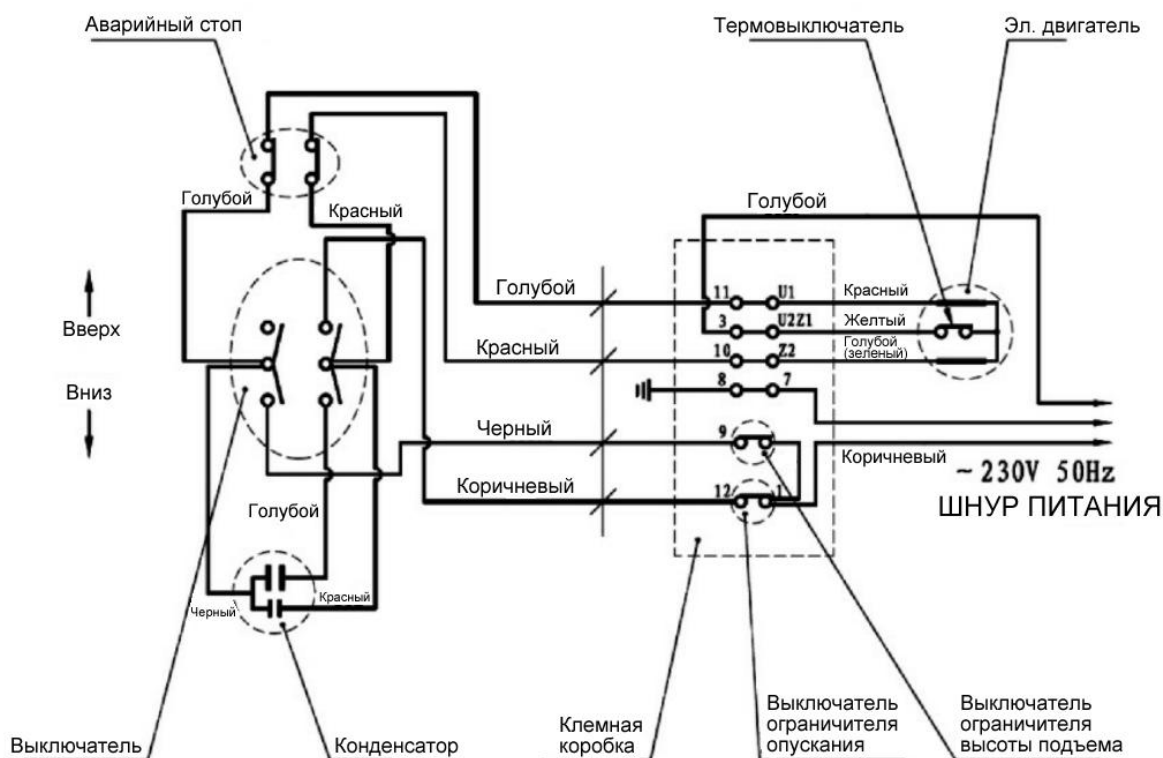 Аварийный стоп
Термовыключатель
Эл. двигатель
Голубой
Красный
Голубой
Вверх
Вниз
Голубой
11
U1
Красный
3
U2Z1
Желтый
Красный
10
Z2
Голубой
(зеленый)
8
7
Черный
9
Коричневый
Коричневый
12
1
~ 230V 50Hz
ШНУР ПИТАНИЯ
Голубой
Черный
Красный
Выключатель
Конденсатор
Клемная
коробка
Выключатель
ограничителя
опускания
Выключатель
ограничителя
высоты подъема